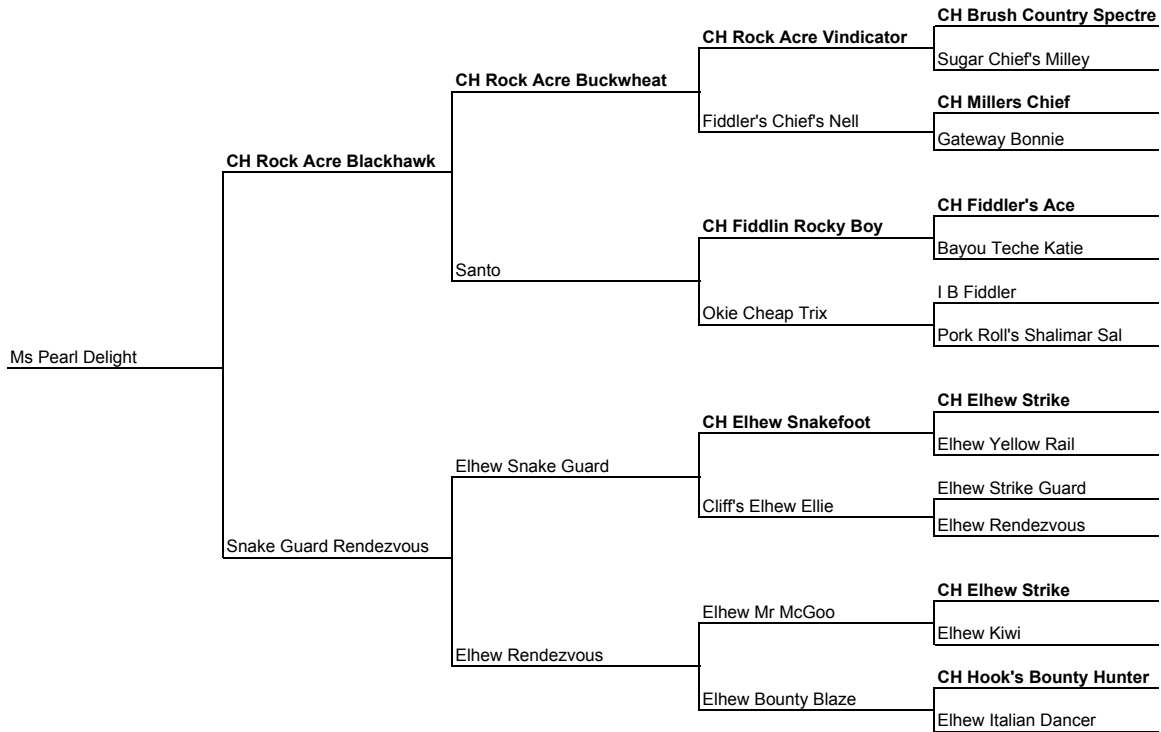 CH Brush Country Spectre
CH Rock Acre Vindicator
Sugar Chief's Milley
CH Rock Acre Buckwheat
CH Millers Chief
Fiddler's Chief's Nell
Gateway Bonnie
CH Rock Acre Blackhawk
CH Fiddler's Ace
CH Fiddlin Rocky Boy
Bayou Teche Katie
Santo
I B Fiddler
Okie Cheap Trix
Pork Roll's Shalimar Sal
Ms Pearl Delight
CH Elhew Strike
CH Elhew Snakefoot
Elhew Yellow Rail
Elhew Snake Guard
Elhew Strike Guard
Cliff's Elhew Ellie
Elhew Rendezvous
Snake Guard Rendezvous
CH Elhew Strike
Elhew Mr McGoo
Elhew Kiwi
Elhew Rendezvous
CH Hook's Bounty Hunter
Elhew Bounty Blaze
Elhew Italian Dancer